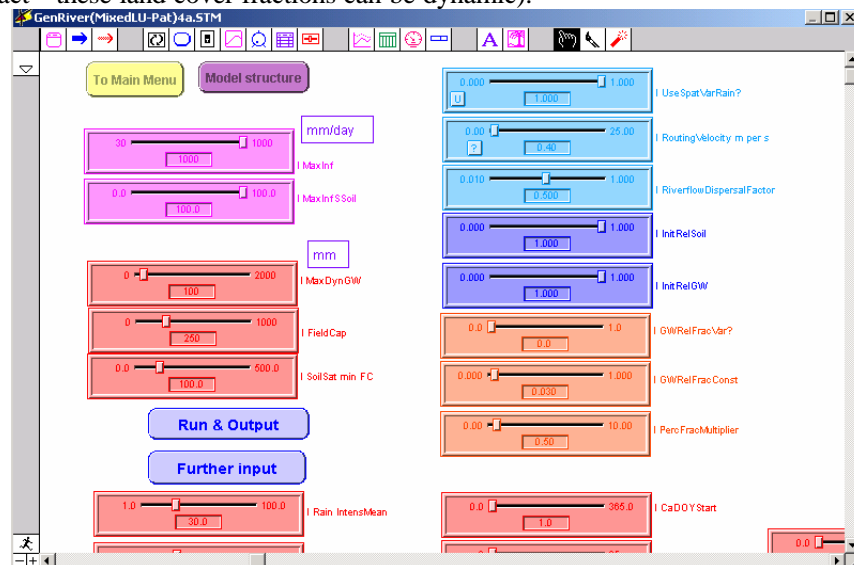 act – these land cover fractions can be dynamic).
GenRiver(MixedLU-Pat)4a.STM
A
To Main Menu
Model structure
mm/day
30
1000
1000
I MaxInf
0.0
100.0
100.0
I MaxInfSSoil
mm
0
2000
100
I MaxDynGW
0
1000
250
I FieldCap
0.0
500.0
100.0
I SoilSat min FC
Run & Output
Further input
1.0
100.0
30.0
I Rain IntensMean
0.000
1.000
U
1.000
I UseSpatVarRain?
0.00
25.00
?
0.40
I RoutingVelocity m per s
0.010
1.000
0.500
I RiverflowDispersalFactor
0.000
1.000
1.000
I InitRelSoil
0.000
1.000
1.000
I InitRelGW
0.0
1.0
0.0
I GWRelFracVar?
0.000
1.000
0.030
I GWRelFracConst
0.00
10.00
0.50
I PercFracMultiplier
0.0
365.0
1.0
I CaDOYStart
0.0